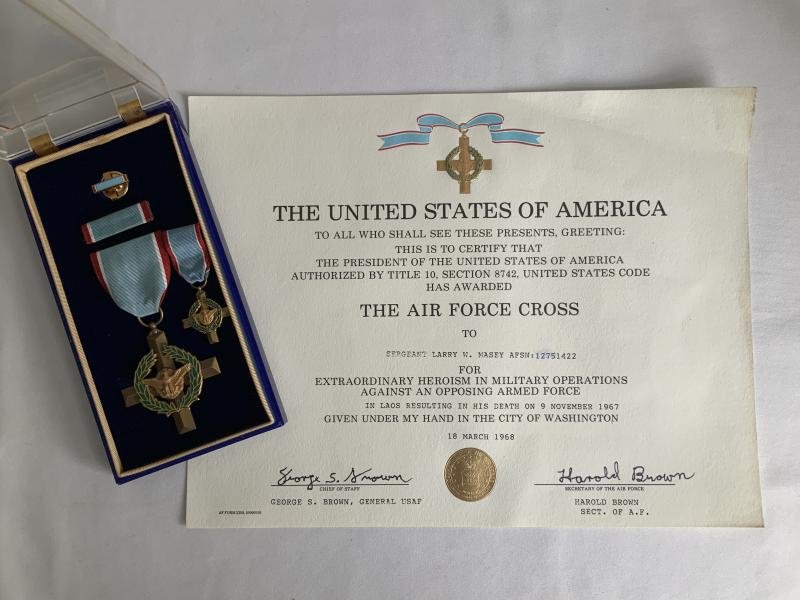 THE UNITED STATES OF AMERICA
TO ALL WHO SHALL SEE THESE PRESENTS, GREETING:
THIS IS TO CERTIFY THAT
THE PRESIDENT OF THE UNITED STATES OF AMERICA
AUTHORIZED BY TITLE 10, SECTION 8742, UNITED STATES CODE
HAS AWARDED
THE AIR FORCE CROSS
TO
SERGEANT LARRY W. MASEY AFSN:12751422
FOR
EXTRAORDINARY HEROISM IN MILITARY OPERATIONS
AGAINST AN OPPOSING ARMED FORCE
IN LAOS RESULTING IN HIS DEATH ON 9 NOVEMBER 1967
GIVEN UNDER MY HAND IN THE CITY OF WASHINGTON
18 MARCH 1968
George S. Brown Harold Brown
CHIEF OF STAFF SECRETARY OF THE AIR FORCE
GEORGE S. BROWN, GENERAL USAF HAROLD BROWN
SECT. OF A.F.
AF FORM